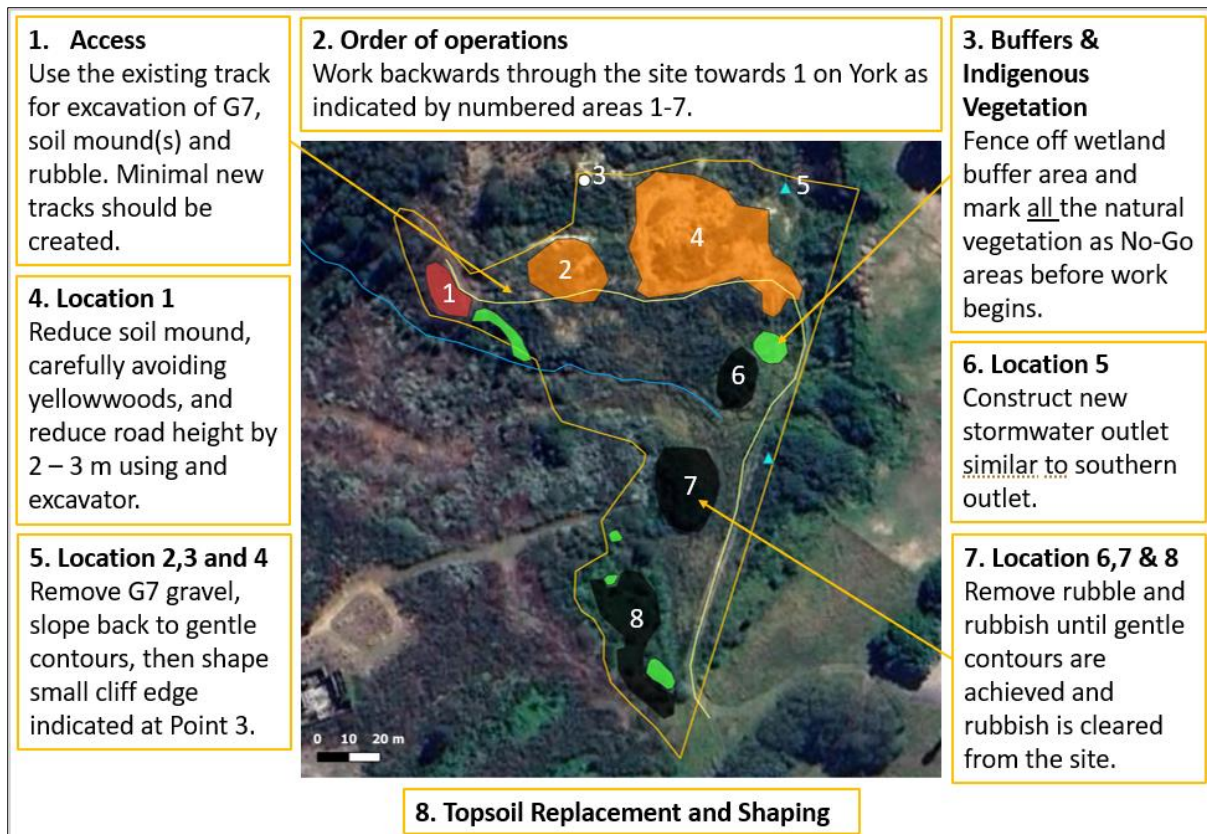 1. Access
Use the existing track
for excavation of G7,
soil mound(s) and
rubble. Minimal new
tracks should be
created.
2. Order of operations
Work backwards through the site towards 1 on York as
indicated by numbered areas 1-7.
3. Buffers &
Indigenous
Vegetation
Fence off wetland
buffer area and
mark all the natural
vegetation as No-Go
areas before work
begins.
4. Location 1
Reduce soil mound,
carefully avoiding
yellowwoods, and
reduce road height by
2 – 3 m using and
excavator.
5. Location 2,3 and 4
Remove G7 gravel,
slope back to gentle
contours, then shape
small cliff edge
indicated at Point 3.
6. Location 5
Construct new
stormwater outlet
similar to southern
outlet.
7. Location 6,7 & 8
Remove rubble and
rubbish until gentle
contours are
achieved and
rubbish is cleared
from the site.
3
5
4
2
1
6
7
8
0 10 20 m
8. Topsoil Replacement and Shaping